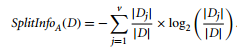 SplitInfo_A(D) = −∑_{j=1}^{v} |D_j|/|D| × log_2(|D_j|/|D|).